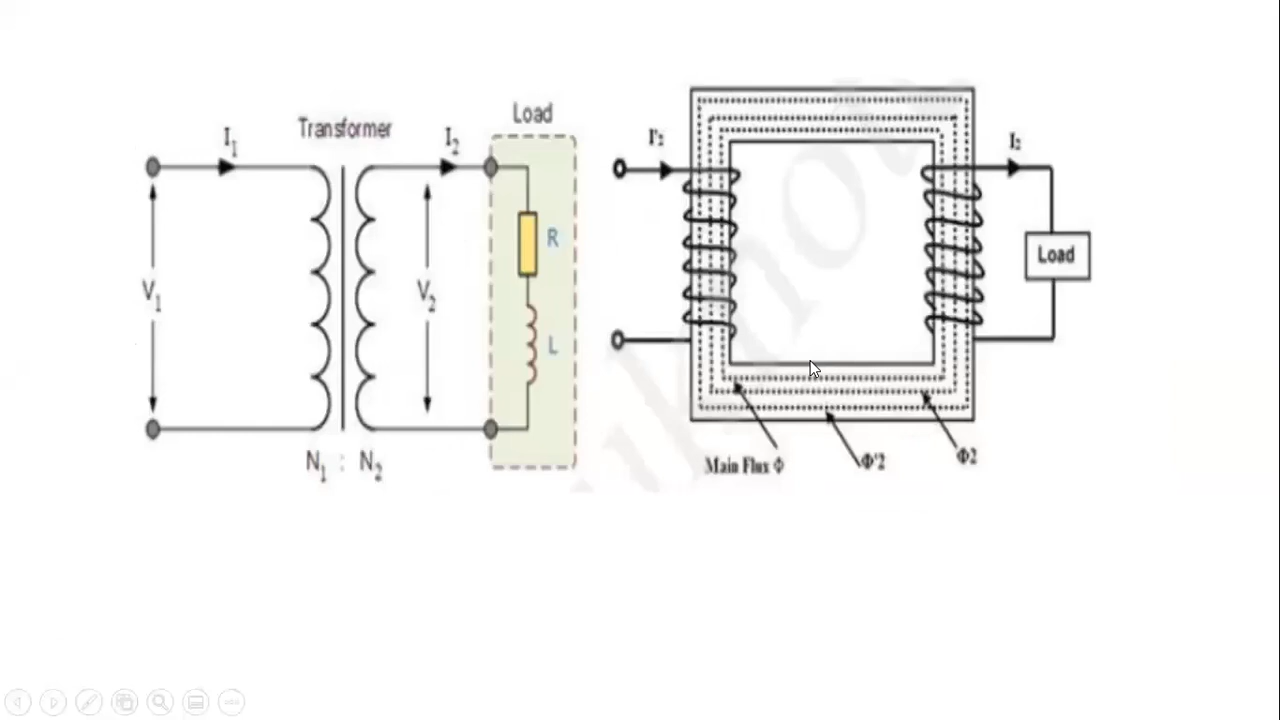 Transformer
Load
I1
I2
V1
V2
R
L
N1 : N2
I'2
I2
Load
Main Flux Φ
Φ'2
Φ2